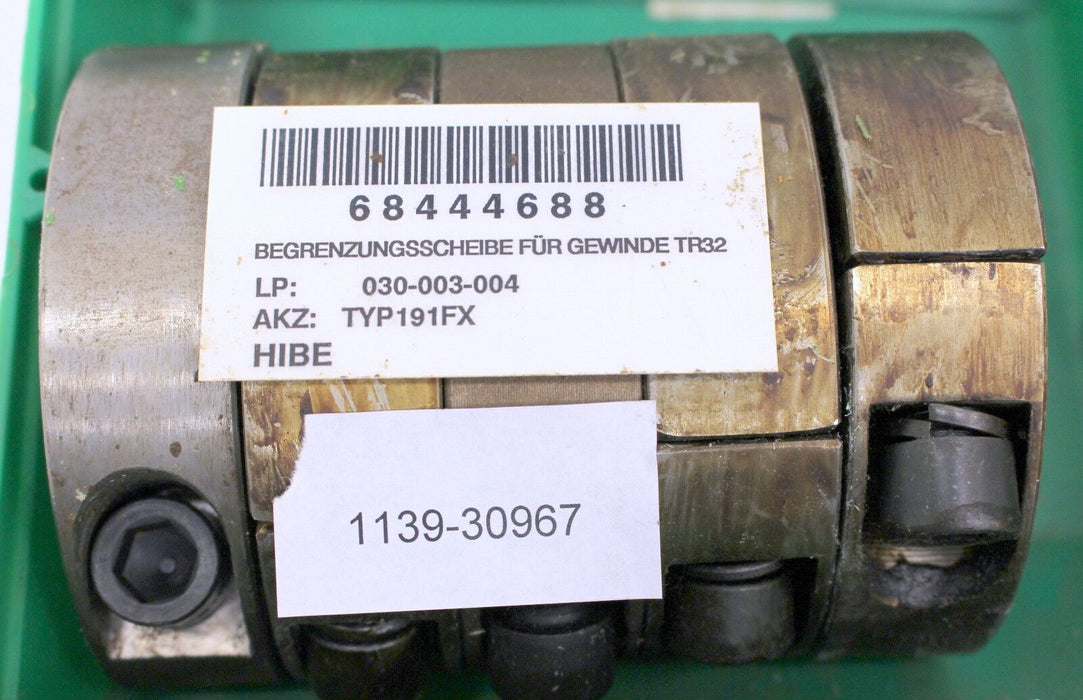 68444688
BEGRENZUNGSSCHEIBE FÜR GEWINDE TR32
LP: 030-003-004
AKZ: TYP191FX
HIBE
1139-30967